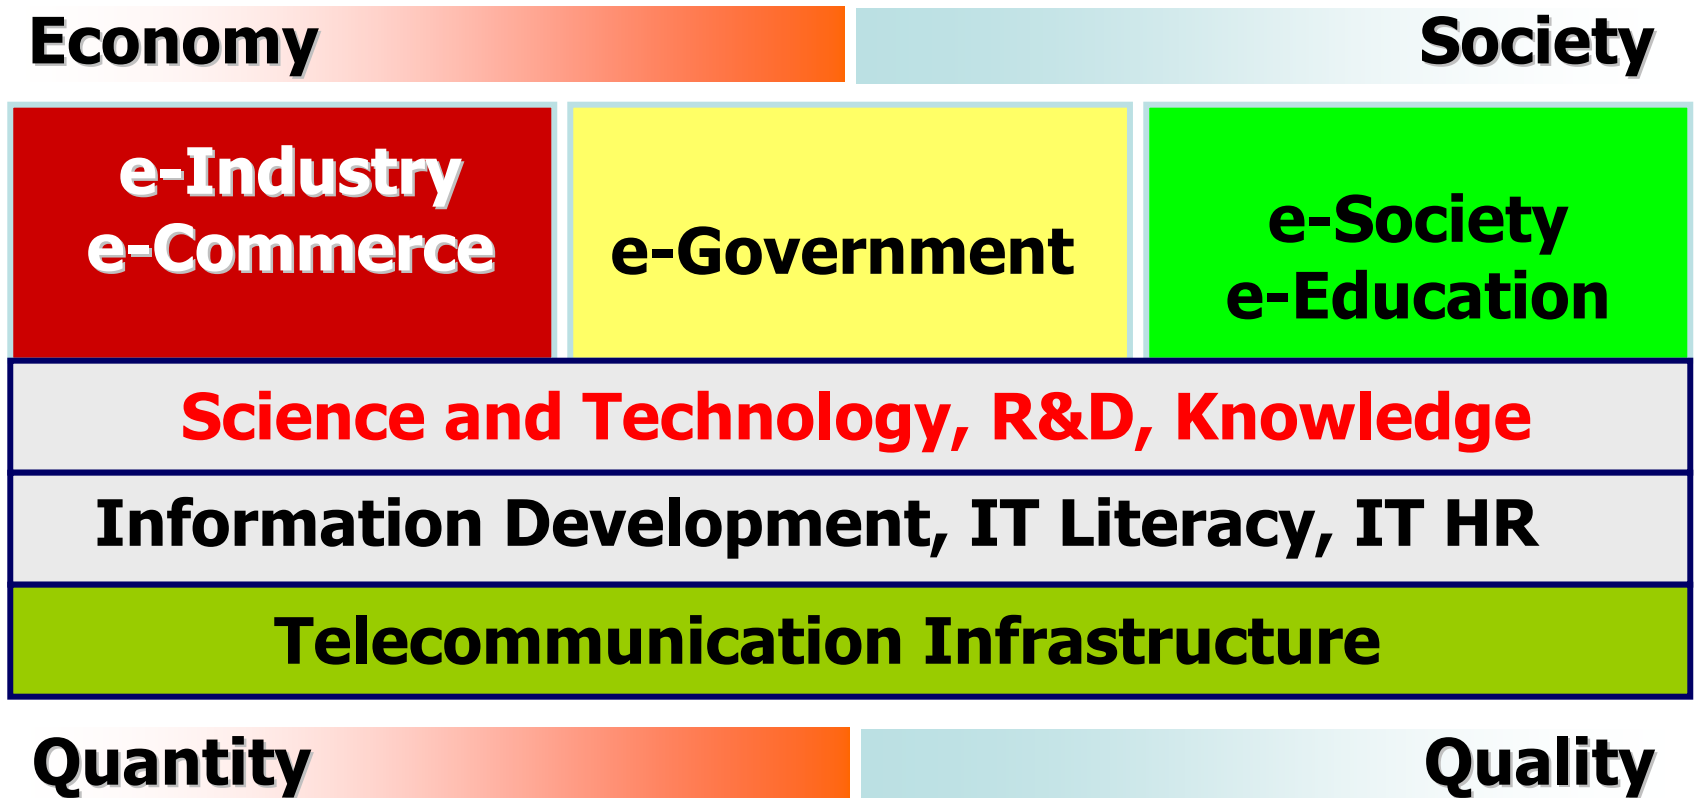 Economy
Society
e-Industry
e-Commerce
e-Government
e-Society
e-Education
Science and Technology, R&D, Knowledge
Information Development, IT Literacy, IT HR
Telecommunication Infrastructure
Quantity
Quality